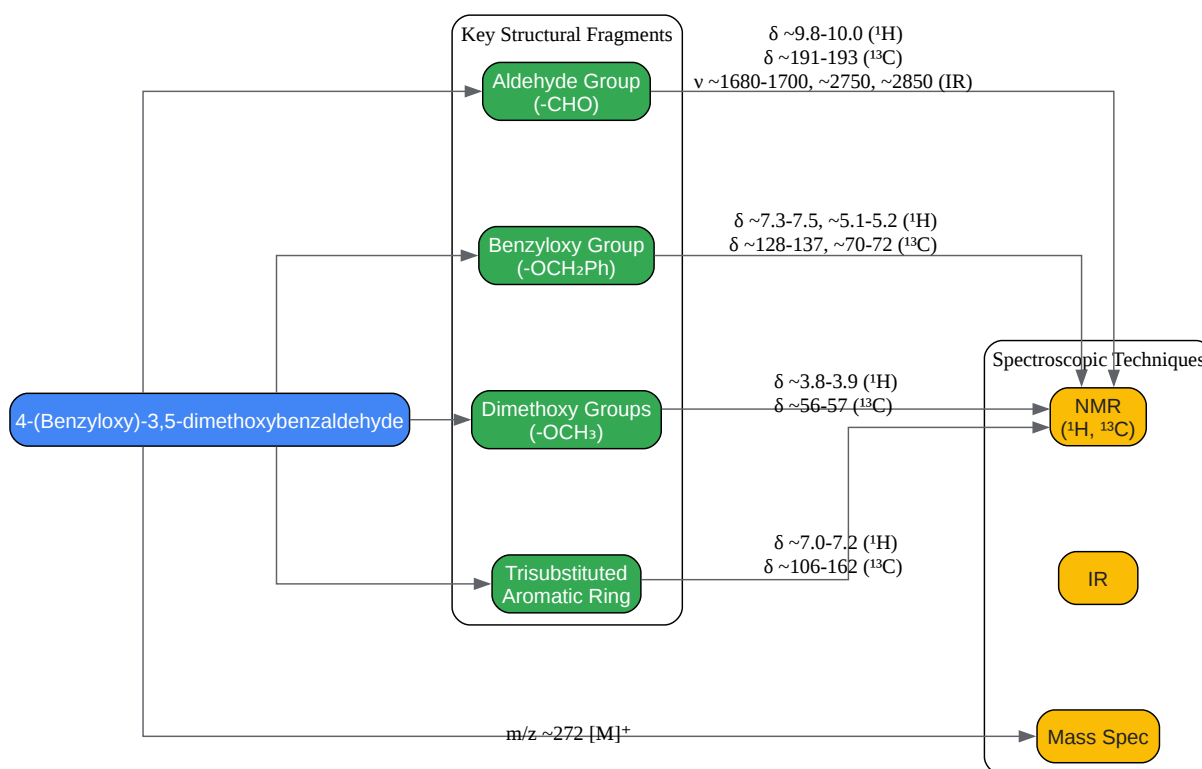 Key Structural Fragments
Aldehyde Group
(-CHO)
δ ~9.8-10.0 (¹H)
δ ~191-193 (¹³C)
ν ~1680-1700, ~2750, ~2850 (IR)
Benzyloxy Group
(-OCH₂Ph)
δ ~7.3-7.5, ~5.1-5.2 (¹H)
δ ~128-137, ~70-72 (¹³C)
4-(Benzyloxy)-3,5-dimethoxybenzaldehyde
Dimethoxy Groups
(-OCH₃)
δ ~3.8-3.9 (¹H)
δ ~56-57 (¹³C)
Trisubstituted
Aromatic Ring
δ ~7.0-7.2 (¹H)
δ ~106-162 (¹³C)
Spectroscopic Techniques
NMR
(¹H, ¹³C)
IR
m/z ~272 [M]⁺
Mass Spec